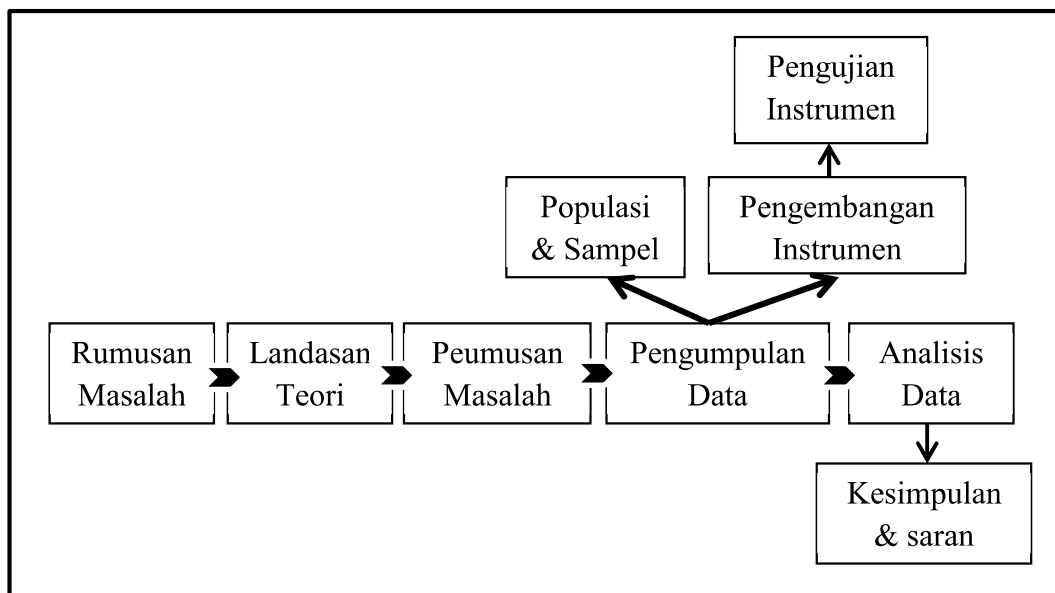 Pengujian
Instrumen
Populasi
& Sampel
Pengembangan
Instrumen
Rumusan
Masalah
Landasan
Teori
Peumusan
Masalah
Pengumpulan
Data
Analisis
Data
Kesimpulan
& saran